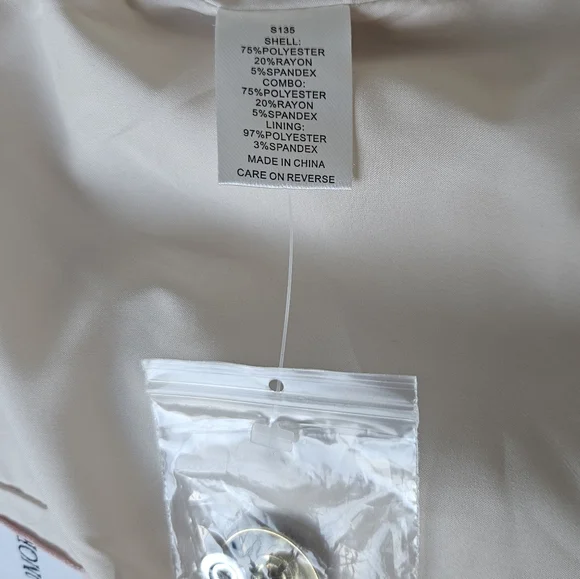 S135
SHELL:
75%POLYESTER
20%RAYON
5%SPANDEX
COMBO:
75%POLYESTER
20%RAYON
5%SPANDEX
LINING:
97%POLYESTER
3%SPANDEX
MADE IN CHINA
CARE ON REVERSE